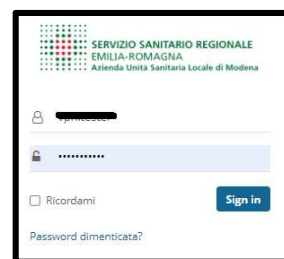 SERVIZIO SANITARIO REGIONALE
EMILIA-ROMAGNA
Azienda Unità Sanitaria Locale di Modena
•••••••••••
Ricordami
Sign in
Password dimenticata?